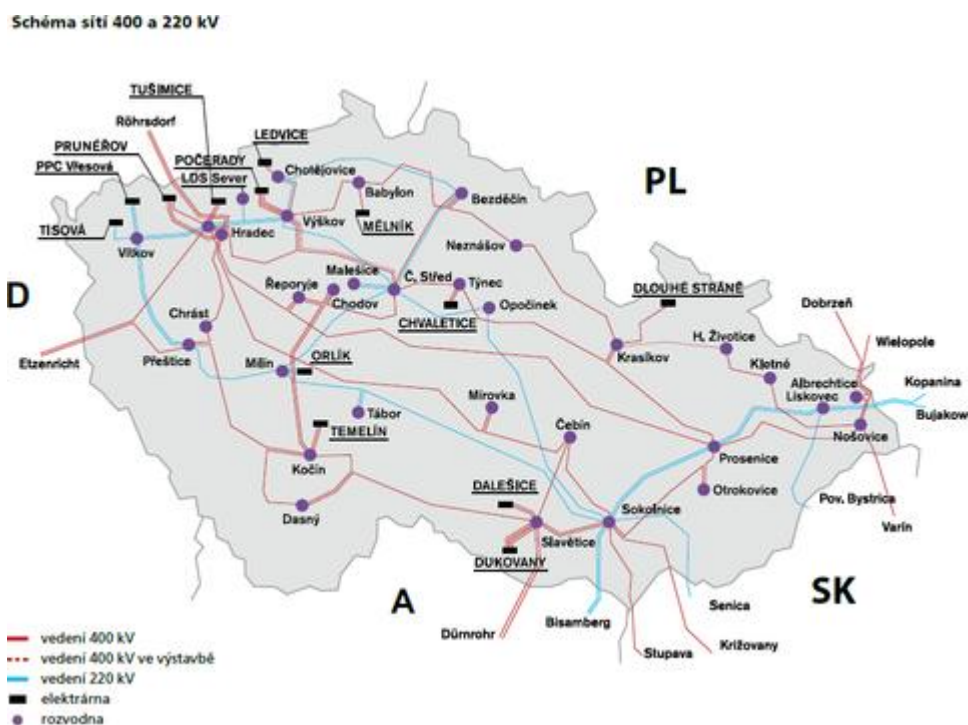 Schéma sítí 400 a 220 kV
TUŠIMICE
Röhrsdorf
LEDVICE
PRUNÉŘOV
POČERADY
Chotějovice
PPC Vřesová
LDS Sever
Babylon
Bezděčín
PL
TISOVÁ
Výškov
MĚLNÍK
Vítkov
Hradec
Neznášov
Malešice
Č. Střed
Týnec
D
Řeporyje
Chodov
Opočínek
DLOUHÉ STRÁNĚ
Dobrzeň
CHVALETICE
Chrást
H. Životice
Wielopole
Etzenricht
Přeštice
Milín
ORLÍK
Krasíkov
Kletné
Albrechtice
Kopanina
Mírovka
Liskovec
Tábor
Bujakow
TEMELÍN
Čebín
Nošovice
Kočín
Prosenice
DALEŠICE
Otrokovice
Pov. Bystrica
Dasný
Sokolnice
Varín
Slavětice
DUKOVANY
A
SK
Senica
Bisamberg
Dürnrohr
Križovany
Stupava
vedení 400 kV
vedení 400 kV ve výstavbě
vedení 220 kV
elektrárna
rozvodna